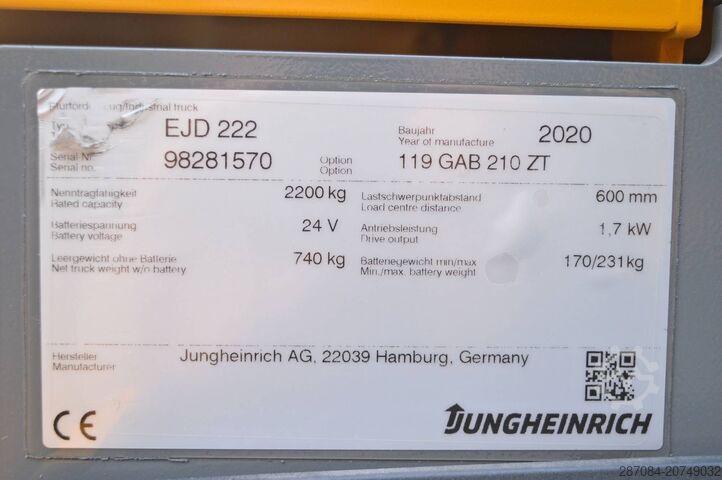 truck
EJD 222
Baujahr
Year of manufacture
2020
Serial-Nr.
Serial no.
98281570
Option
Option
119 GAB 210 ZT
Nenntragfähigkeit
Rated capacity
2200 kg
Lastschwerpunktabstand
Load centre distance
600 mm
Batteriespannung
Battery voltage
24 V
Antriebsleistung
Drive output
1,7 kW
Leergewicht ohne Batterie
Net truck weight w/o battery
740 kg
Batteriegewicht min/max
Min./max. battery weight
170/231kg
Hersteller
Manufacturer
Jungheinrich AG, 22039 Hamburg, Germany
CE
JUNGHEINRICH
287084-20749032